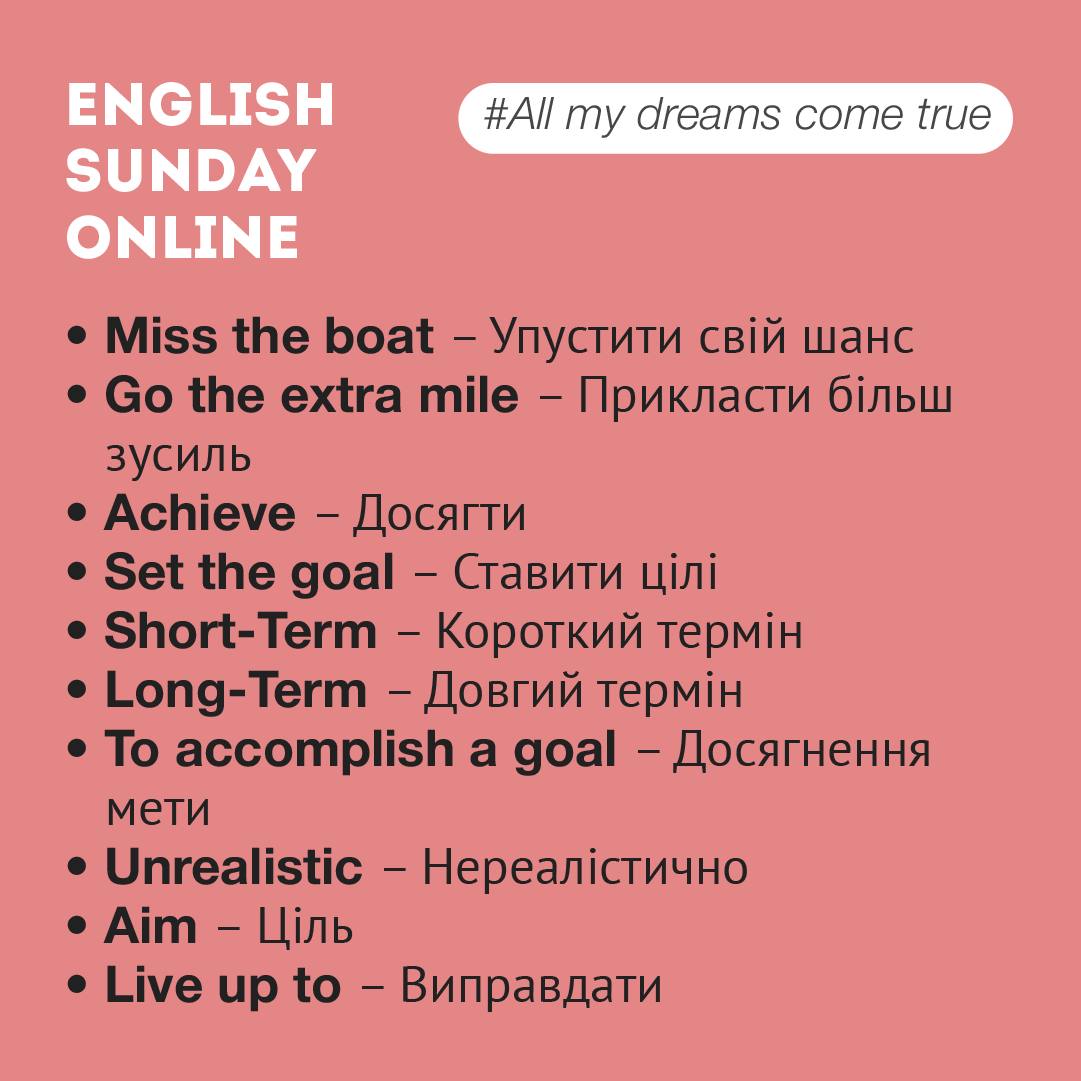 ENGLISH
SUNDAY
ONLINE
#All my dreams come true
• Miss the boat – Упустити свій шанс
• Go the extra mile – Прикласти більш
зусиль
• Achieve – Досягти
• Set the goal – Ставити цілі
• Short-Term – Короткий термін
• Long-Term – Довгий термін
• To accomplish a goal – Досягнення
мети
• Unrealistic – Нереалістично
• Aim – Ціль
• Live up to – Виправдати